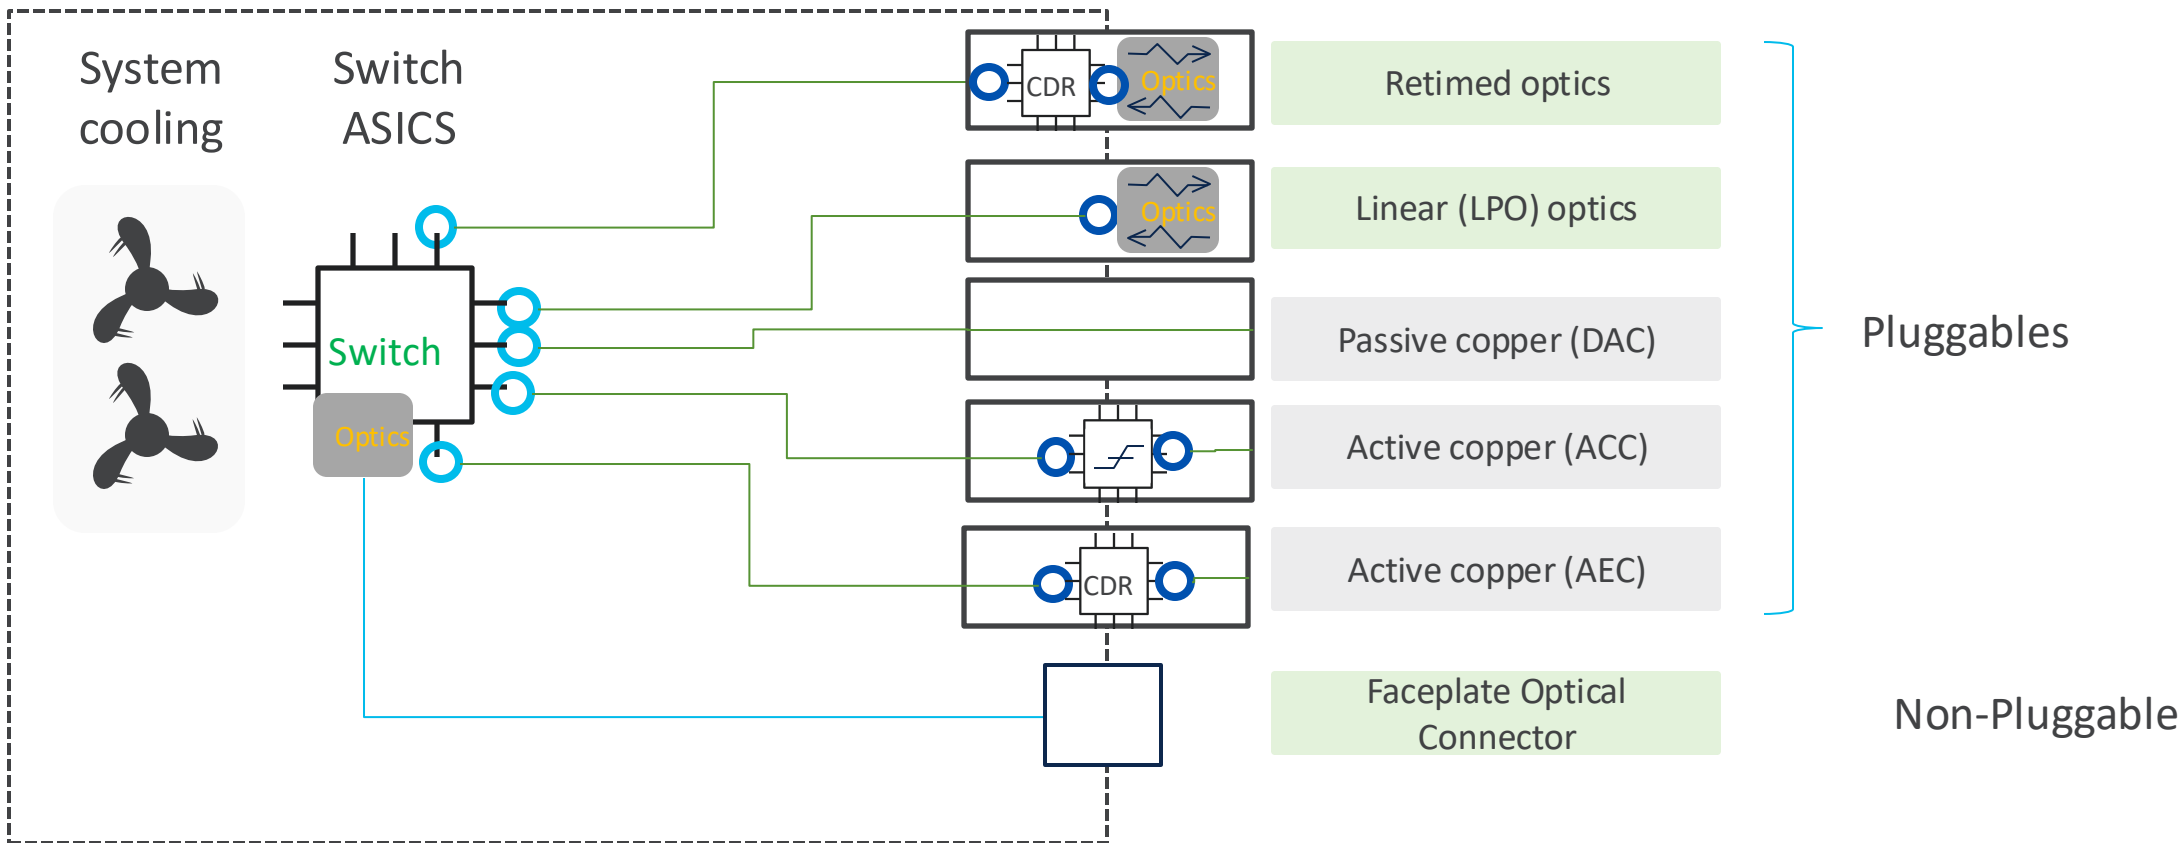 System
cooling
Switch
ASICS
Switch
Optics
CDR
Optics
Retimed optics
Optics
Linear (LPO) optics
Passive copper (DAC)
Active copper (ACC)
CDR
Active copper (AEC)
Faceplate Optical
Connector
Pluggables
Non-Pluggable